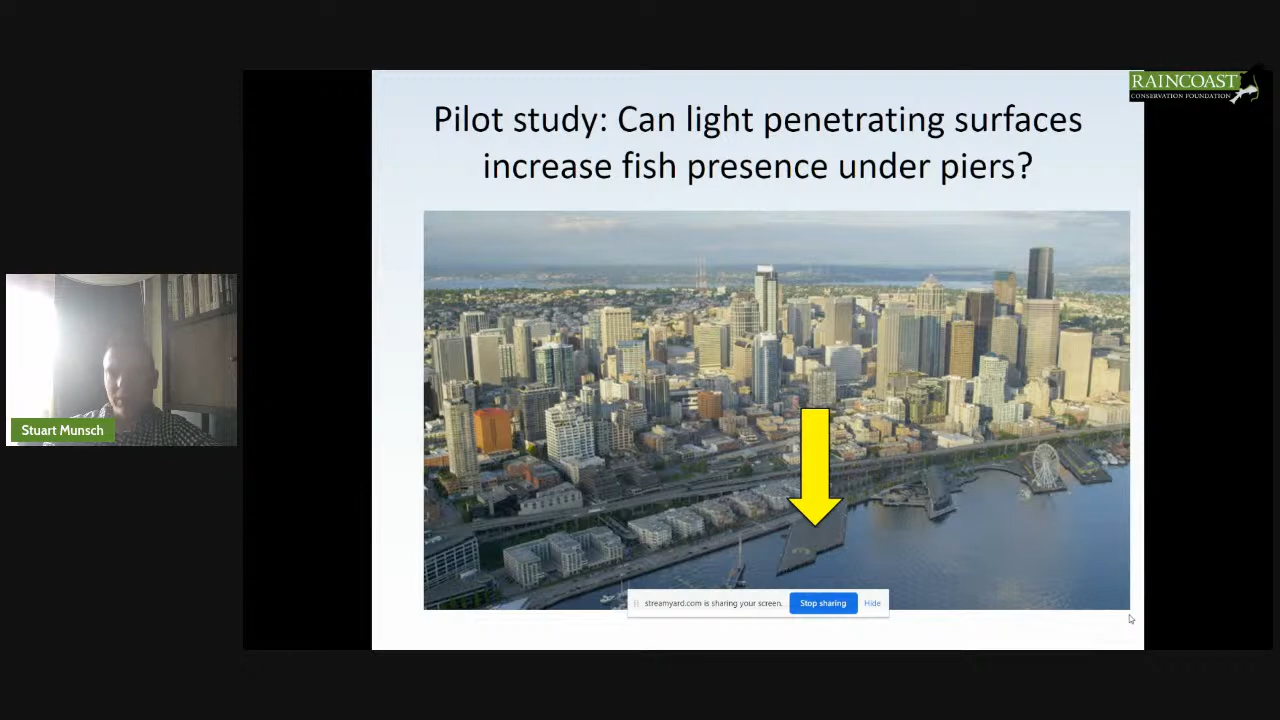 RAINCOAST
CONSERVATION FOUNDATION
Pilot study: Can light penetrating surfaces
increase fish presence under piers?
Stuart Munsch
streamyard.com is sharing your screen.
Stop sharing
Hide